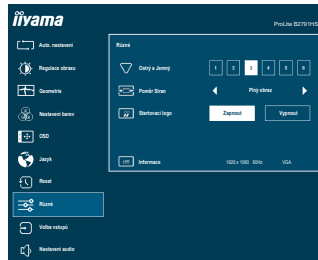 iiyama
ProLite B2791HS
Auto. nastavení
Regulace obrazu
Geometrie
Nastavení barev
OSD
Jazyk
Reset
Různé
Volba vstupů
Nastavení audio
Různé
Ostrý a Jemný
1 2 3 4 5 6
Poměr Stran
Plný obraz
Startovací logo
Zapnout Vypnout
Informace
1920 x 1080 60Hz VGA